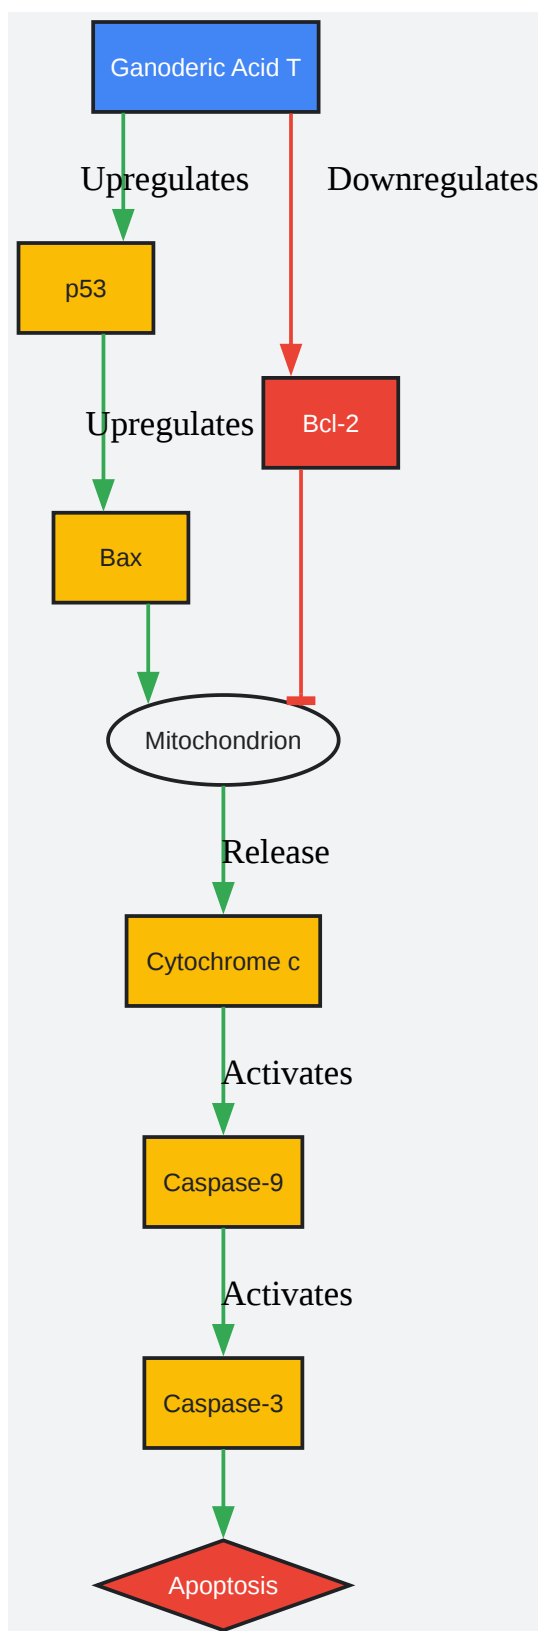 Ganoderic Acid T
Upregulates
Downregulates
p53
Upregulates
Bcl-2
Bax
Mitochondrion
Release
Cytochrome c
Activates
Caspase-9
Activates
Caspase-3
Apoptosis